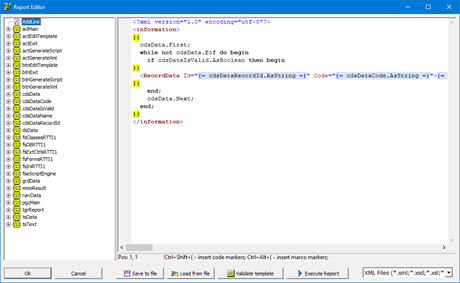 Report Editor
AddLine
actMain
actEditTemplate
actExit
actGenerateScript
actGenerateXml
btnEditTemplate
btnExit
btnGenerateScript
btnGenerateXml
cdsData
cdsDataCode
cdsDataIsValid
cdsDataName
cdsDataRecordId
dsData
fsClassesRTTI1
fsDBRTTI1
fsExtCtrlsRTTI1
fsFormsRTTI1
fsIniRTTI1
fseScriptEngine
grdData
mmoResult
navData
pgcMain
tgrReport
tsData
tsText
<?xml version="1.0" encoding="utf-8"?>
<information>
{{
cdsData.First;
while not cdsData.Eof do begin
if cdsDataIsValid.AsBoolean then begin
}}
<RecordData Id="{= cdsDataRecordId.AsString =}" Code="{= cdsDataCode.AsString =}">{=
{{
end;
cdsData.Next;
end;
}}
</information>
Pos: 1, 1
Ctrl+Shift+{ - insert code markers; Ctrl+Alt+{ - insert marco markers;
Ok
Cancel
Save to file
Load from file
Validate template
Execute Report
XML Files (*.xml;*.xsd;*.xsl;*